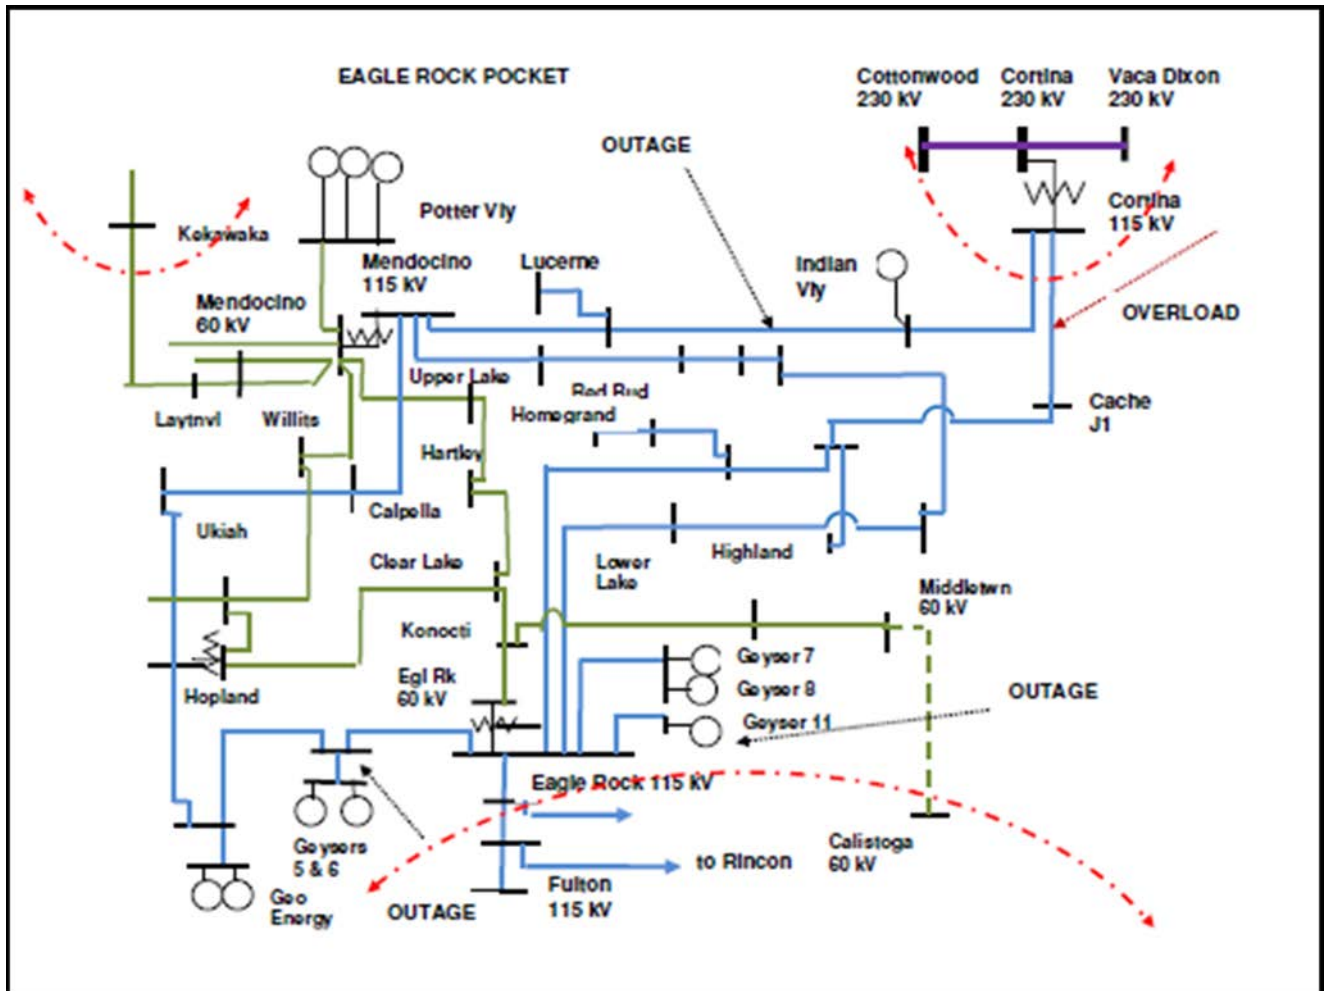 EAGLE ROCK POCKET
Cottonwood
230 kV
Cortina
230 kV
Vaca Dixon
230 kV
OUTAGE
Potter Vly
Cortina
115 kV
Kekawaka
Mendocino
115 kV
Lucerne
Indian
Vly
Mendocino
60 kV
OVERLOAD
Upper Lake
Red Bud
Homegrand
Cache
J1
Laytnvl
Willits
Hartley
Calpella
Ukiah
Clear Lake
Lower
Lake
Highland
Middletwn
60 kV
Konocti
Geyser 7
Egl Rk
60 kV
Geyser 8
Hopland
OUTAGE
Geyser 11
Eagle Rock 115 kV
Geysers
5 & 6
Calistoga
60 kV
to Rincon
Geo
Energy
OUTAGE
Fulton
115 kV